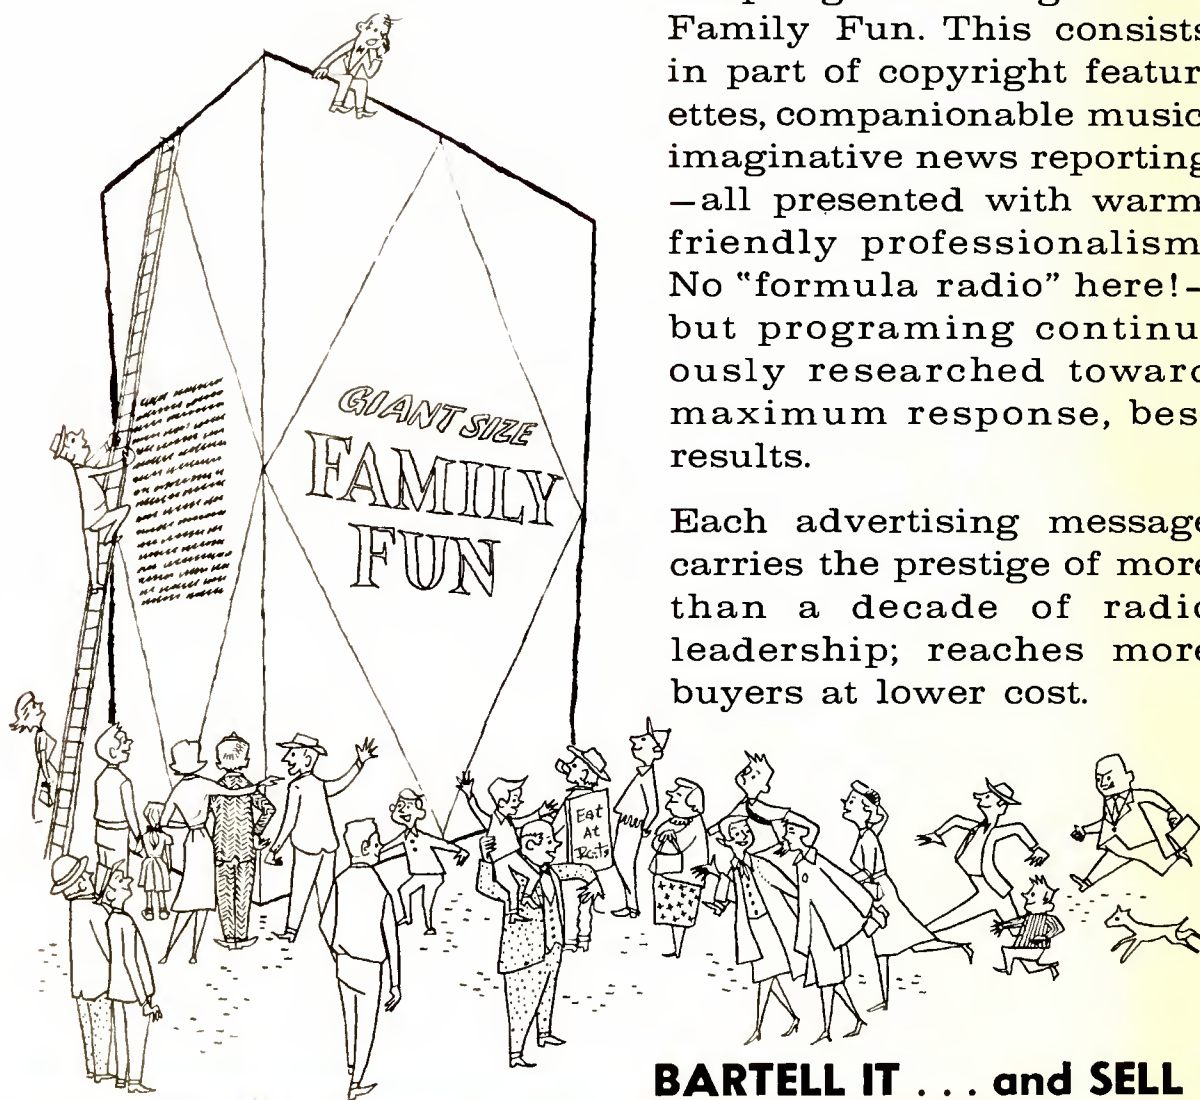 Family Fun. This consists
in part of copyright featur
ettes, companionable music
imaginative news reporting
—all presented with warm
friendly professionalism
No "formula radio" here!—
but programing continu
ously researched toward
maximum response, bes
results.
Each advertising message
carries the prestige of more
than a decade of radio
leadership; reaches more
buyers at lower cost.
GIANT SIZE
FAMILY
FUN
Eat
At
BARTELL IT . . . and SELL